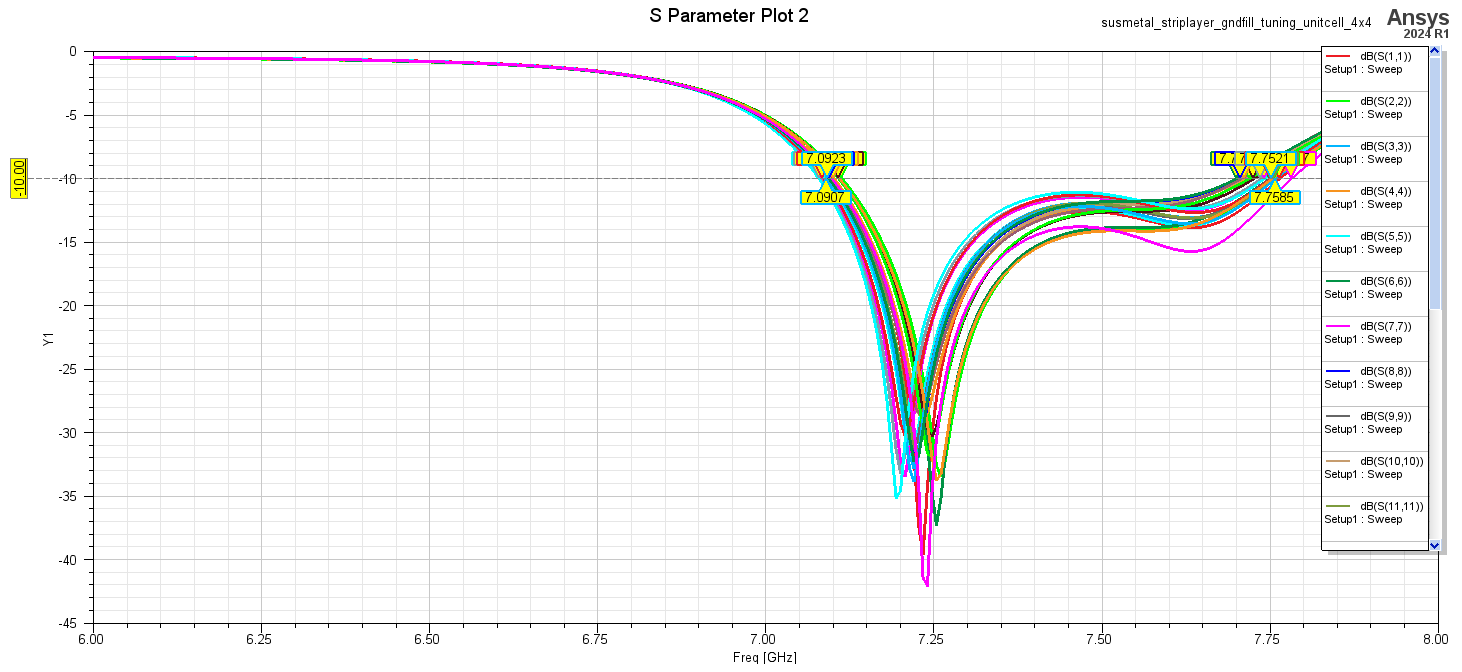 S Parameter Plot 2
susmetal_striplayer_gndfill_tuning_unitcell_4x4
Ansys
2024 R1
dB(S(1,1))
Setup1 : Sweep
dB(S(2,2))
Setup1 : Sweep
dB(S(3,3))
Setup1 : Sweep
dB(S(4,4))
Setup1 : Sweep
dB(S(5,5))
Setup1 : Sweep
dB(S(6,6))
Setup1 : Sweep
dB(S(7,7))
Setup1 : Sweep
dB(S(8,8))
Setup1 : Sweep
dB(S(9,9))
Setup1 : Sweep
dB(S(10,10))
Setup1 : Sweep
dB(S(11,11))
Setup1 : Sweep
0
-5
-10
-15
-20
-25
-30
-35
-40
-45
-10.00
Y1
7.0923
7.0907
7.7521
7.7585
6.00
6.25
6.50
6.75
7.00
7.25
7.50
7.75
8.00
Freq [GHz]